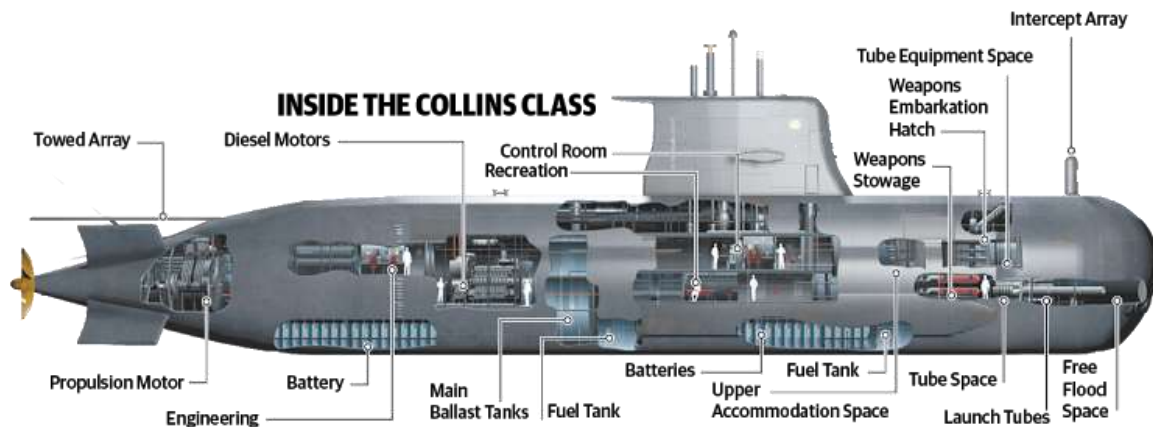 Intercept Array
Tube Equipment Space
Weapons
Embarkation
Hatch
INSIDE THE COLLINS CLASS
Towed Array
Diesel Motors
Control Room
Recreation
Weapons
Stowage
Propulsion Motor
Battery
Engineering
Main
Ballast Tanks
Fuel Tank
Batteries
Upper
Accommodation Space
Fuel Tank
Tube Space
Launch Tubes
Free
Flood
Space